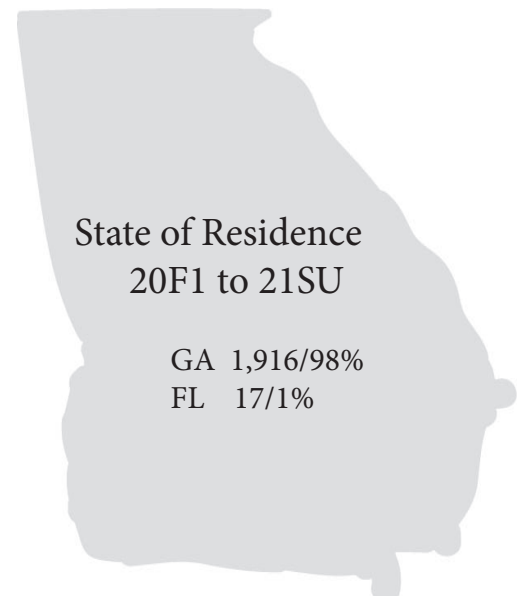 State of Residence
20F1 to 21SU
GA 1,916/98%
FL 17/1%